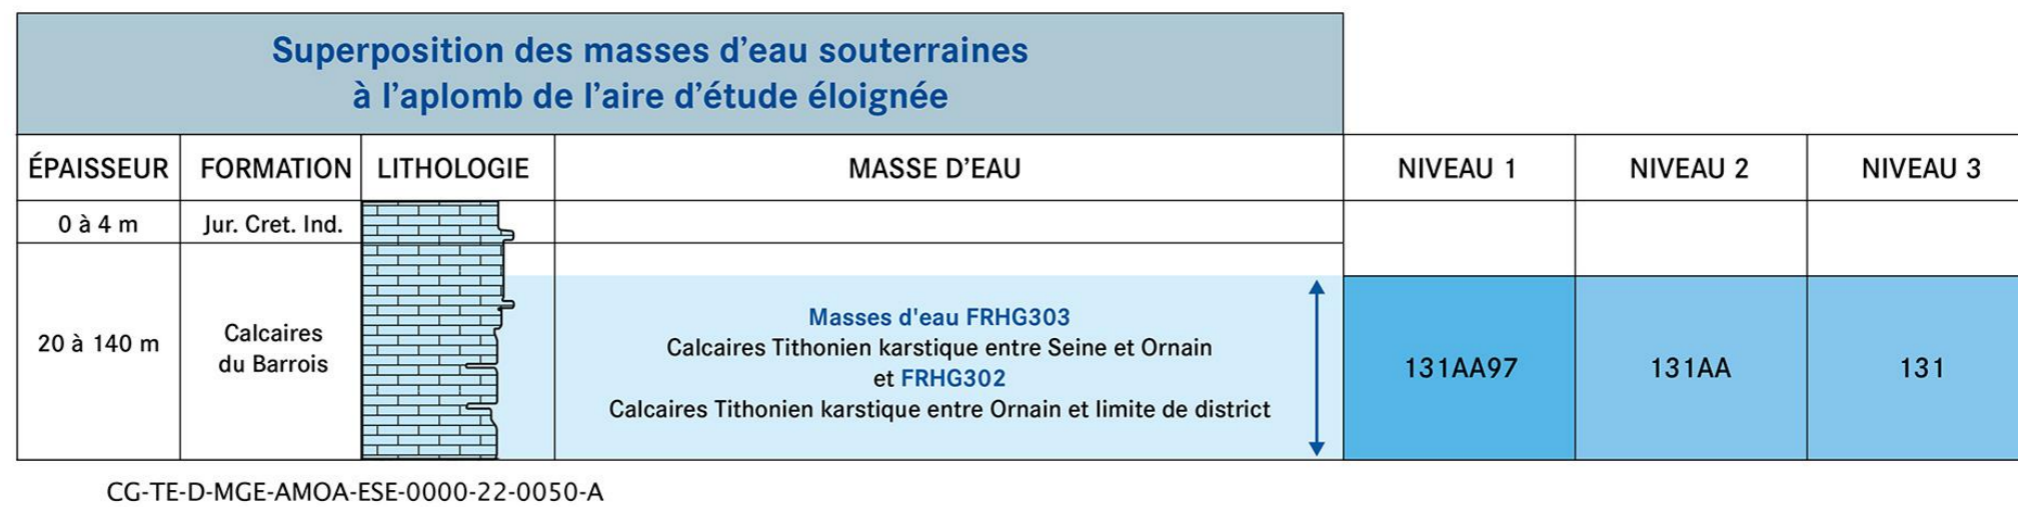 Superposition des masses d’eau souterraines
à l’aplomb de l’aire d’étude éloignée
ÉPAISSEUR FORMATION LITHOLOGIE MASSE D’EAU NIVEAU 1 NIVEAU 2 NIVEAU 3
0 à 4 m Jur. Cret. Ind.
20 à 140 m
Calcaires
du Barrois
Masses d'eau FRHG303
Calcaires Tithonien karstique entre Seine et Ornain
et FRHG302
Calcaires Tithonien karstique entre Ornain et limite de district
131AA97 131AA 131
CG-TE-D-MGE-AMOA-ESE-0000-22-0050-A